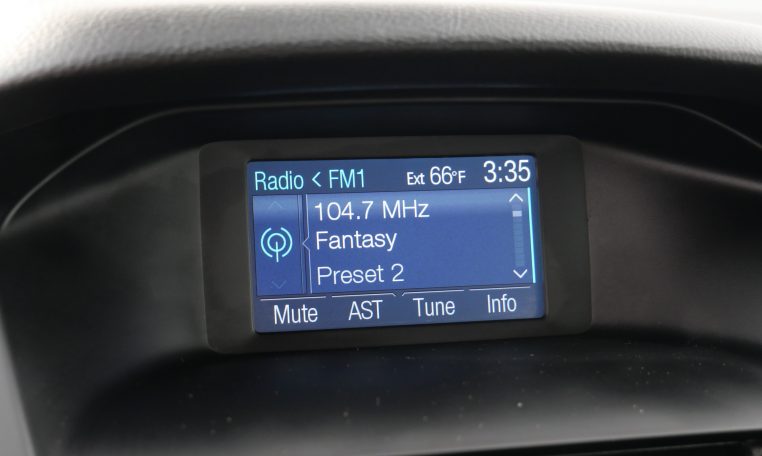 Radio < FM1 Ext 66°F 3:35
104.7 MHz
Fantasy
Preset 2
Mute AST Tune Info